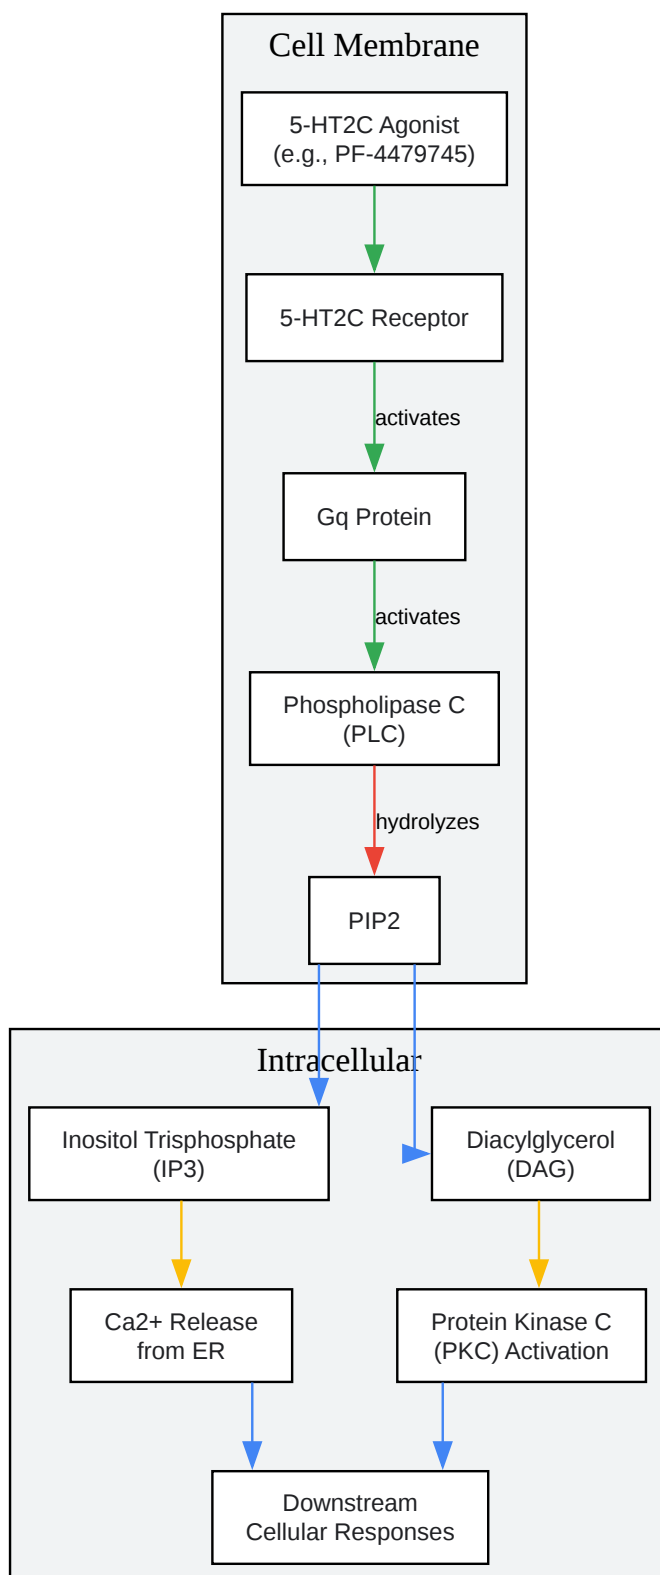 Cell Membrane
5-HT2C Agonist
(e.g., PF-4479745)
5-HT2C Receptor
activates
Gq Protein
activates
Phospholipase C
(PLC)
hydrolyzes
PIP2
Intracellular
Inositol Trisphosphate
(IP3)
Diacylglycerol
(DAG)
Ca2+ Release
from ER
Protein Kinase C
(PKC) Activation
Downstream
Cellular Responses